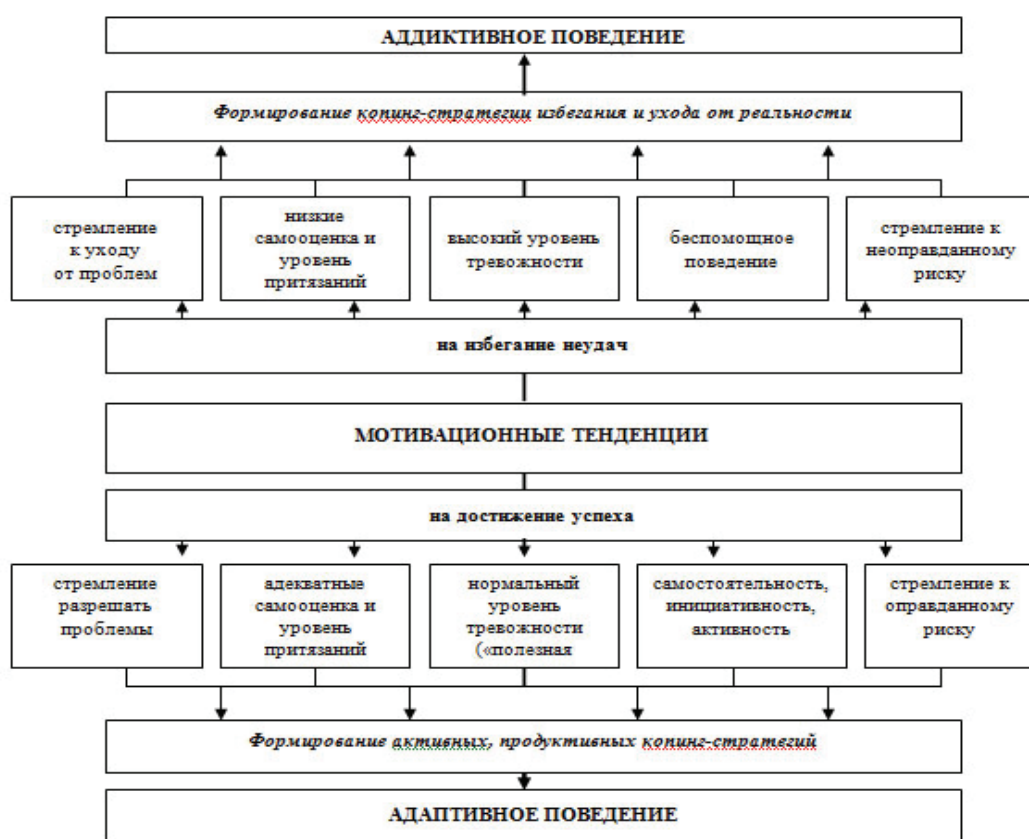 АДДИКТИВНОЕ ПОВЕДЕНИЕ
Формирование копинг-стратегии избегания и ухода от реальности
стремление
к уходу
от проблем
низкие
самооценка и
уровень
притязаний
высокий уровень
тревожности
беспомощное
поведение
стремление к
неоправданному
риску
на избегание неудач
МОТИВАЦИОННЫЕ ТЕНДЕНЦИИ
на достижение успеха
стремление
разрешать
проблемы
адекватные
самооценка и
уровень
притязаний
нормальный
уровень
тревожности
(«полезная
самостоятельность,
инициативность,
активность
стремление к
оправданному
риску
Формирование активных, продуктивных копинг-стратегий
АДАПТИВНОЕ ПОВЕДЕНИЕ